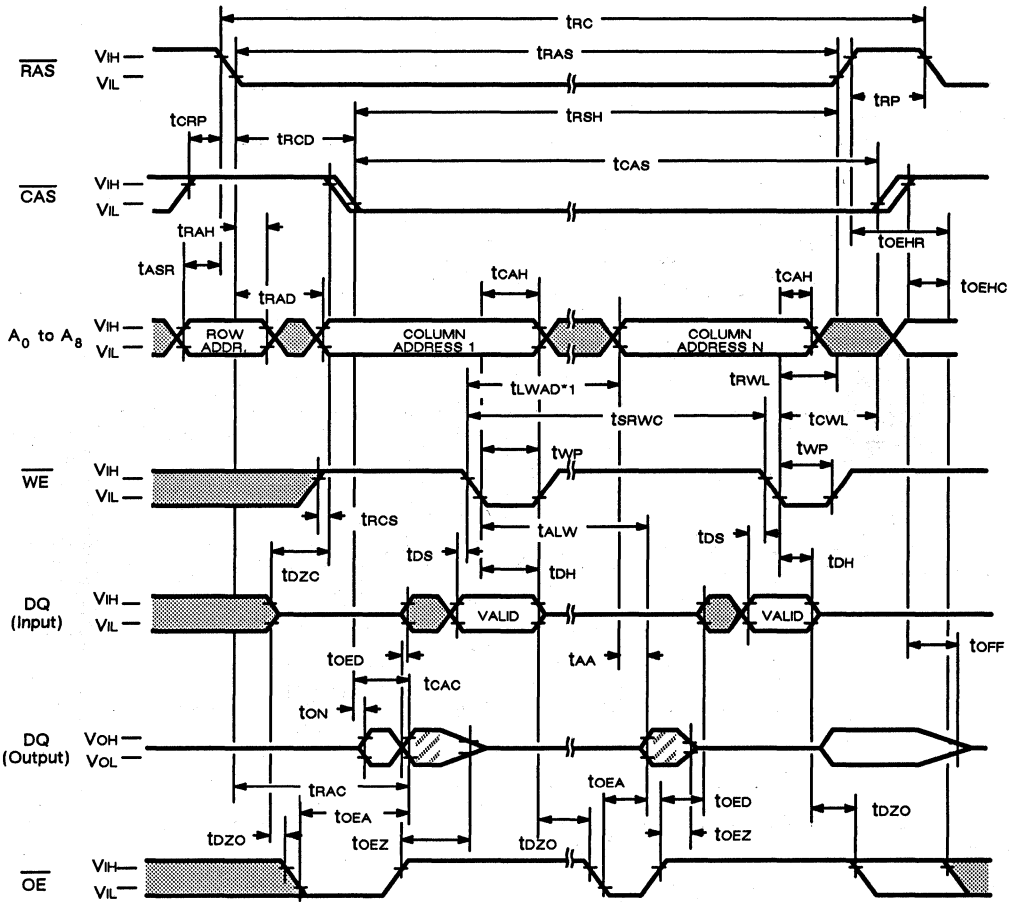 tRC
VIH
RAS
VIL
tRAS
tRP
tCRP
tRCD
tRSH
tCAS
VIH
CAS
VIL
tRAH
tOEHR
tASR
tRAD
tCAH
tCAH
tOEHC
A0 to A8
VIH
VIL
ROW ADDR.
COLUMN ADDRESS 1
COLUMN ADDRESS N
tLWAD*1
tRWL
tSRWC
tCWL
tWP
tWP
VIH
WE
VIL
tRCS
tALW
tDS
tDS
tDZC
tDH
tDH
DQ (Input)
VIH
VIL
VALID
VALID
tOED
tAA
tOFF
tCAC
tON
DQ (Output)
VOH
VOL
tRAC
tOEA
tOEA
tOED
tDZO
tOEZ
tDZO
tOEZ
tDZO
VIH
OE
VIL